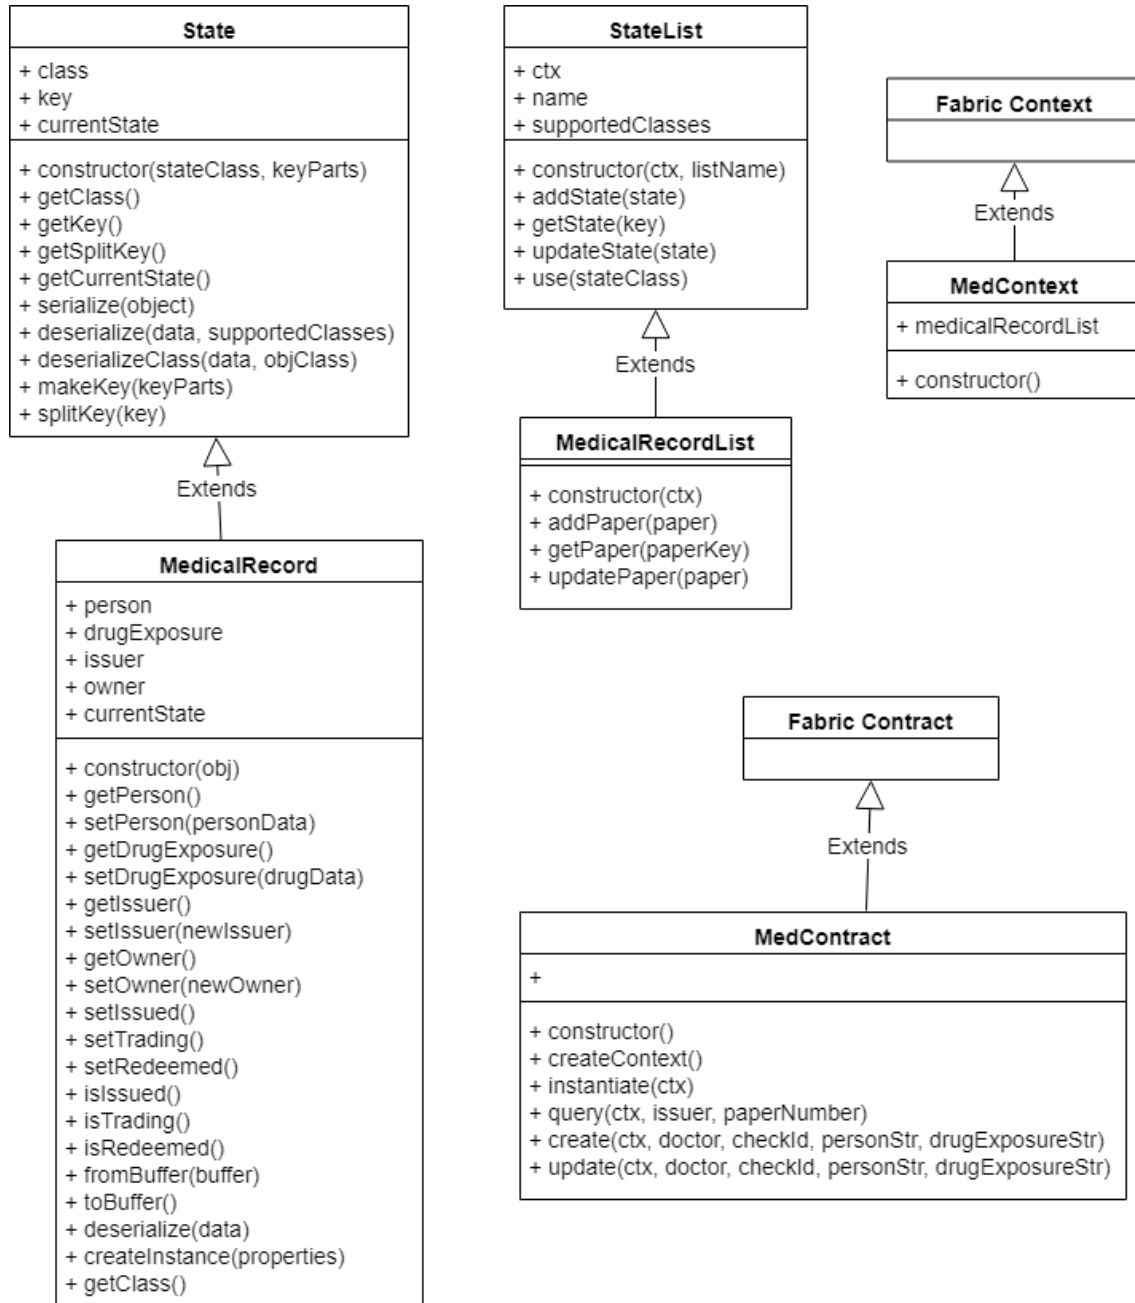 State
+ class
+ key
+ currentState
+ constructor(stateClass, keyParts)
+ getClass()
+ getKey()
+ getSplitKey()
+ getCurrentState()
+ serialize(object)
+ deserialize(data, supportedClasses)
+ deserializeClass(data, objClass)
+ makeKey(keyParts)
+ splitKey(key)
Extends
MedicalRecord
+ person
+ drugExposure
+ issuer
+ owner
+ currentState
+ constructor(obj)
+ getPerson()
+ setPerson(personData)
+ getDrugExposure()
+ setDrugExposure(drugData)
+ getIssuer()
+ setIssuer(newIssuer)
+ getOwner()
+ setOwner(newOwner)
+ setIssued()
+ setTrading()
+ setRedeemed()
+ isIssued()
+ isTrading()
+ isRedeemed()
+ fromBuffer(buffer)
+ toBuffer()
+ deserialize(data)
+ createInstance(properties)
+ getClass()
StateList
+ ctx
+ name
+ supportedClasses
+ constructor(ctx, listName)
+ addState(state)
+ getState(key)
+ updateState(state)
+ use(stateClass)
Extends
MedicalRecordList
+ constructor(ctx)
+ addPaper(paper)
+ getPaper(paperKey)
+ updatePaper(paper)
Fabric Context
Extends
MedContext
+ medicalRecordList
+ constructor()
Fabric Contract
Extends
MedContract
+
+ constructor()
+ createContext()
+ instantiate(ctx)
+ query(ctx, issuer, paperNumber)
+ create(ctx, doctor, checkId, personStr, drugExposureStr)
+ update(ctx, doctor, checkId, personStr, drugExposureStr)